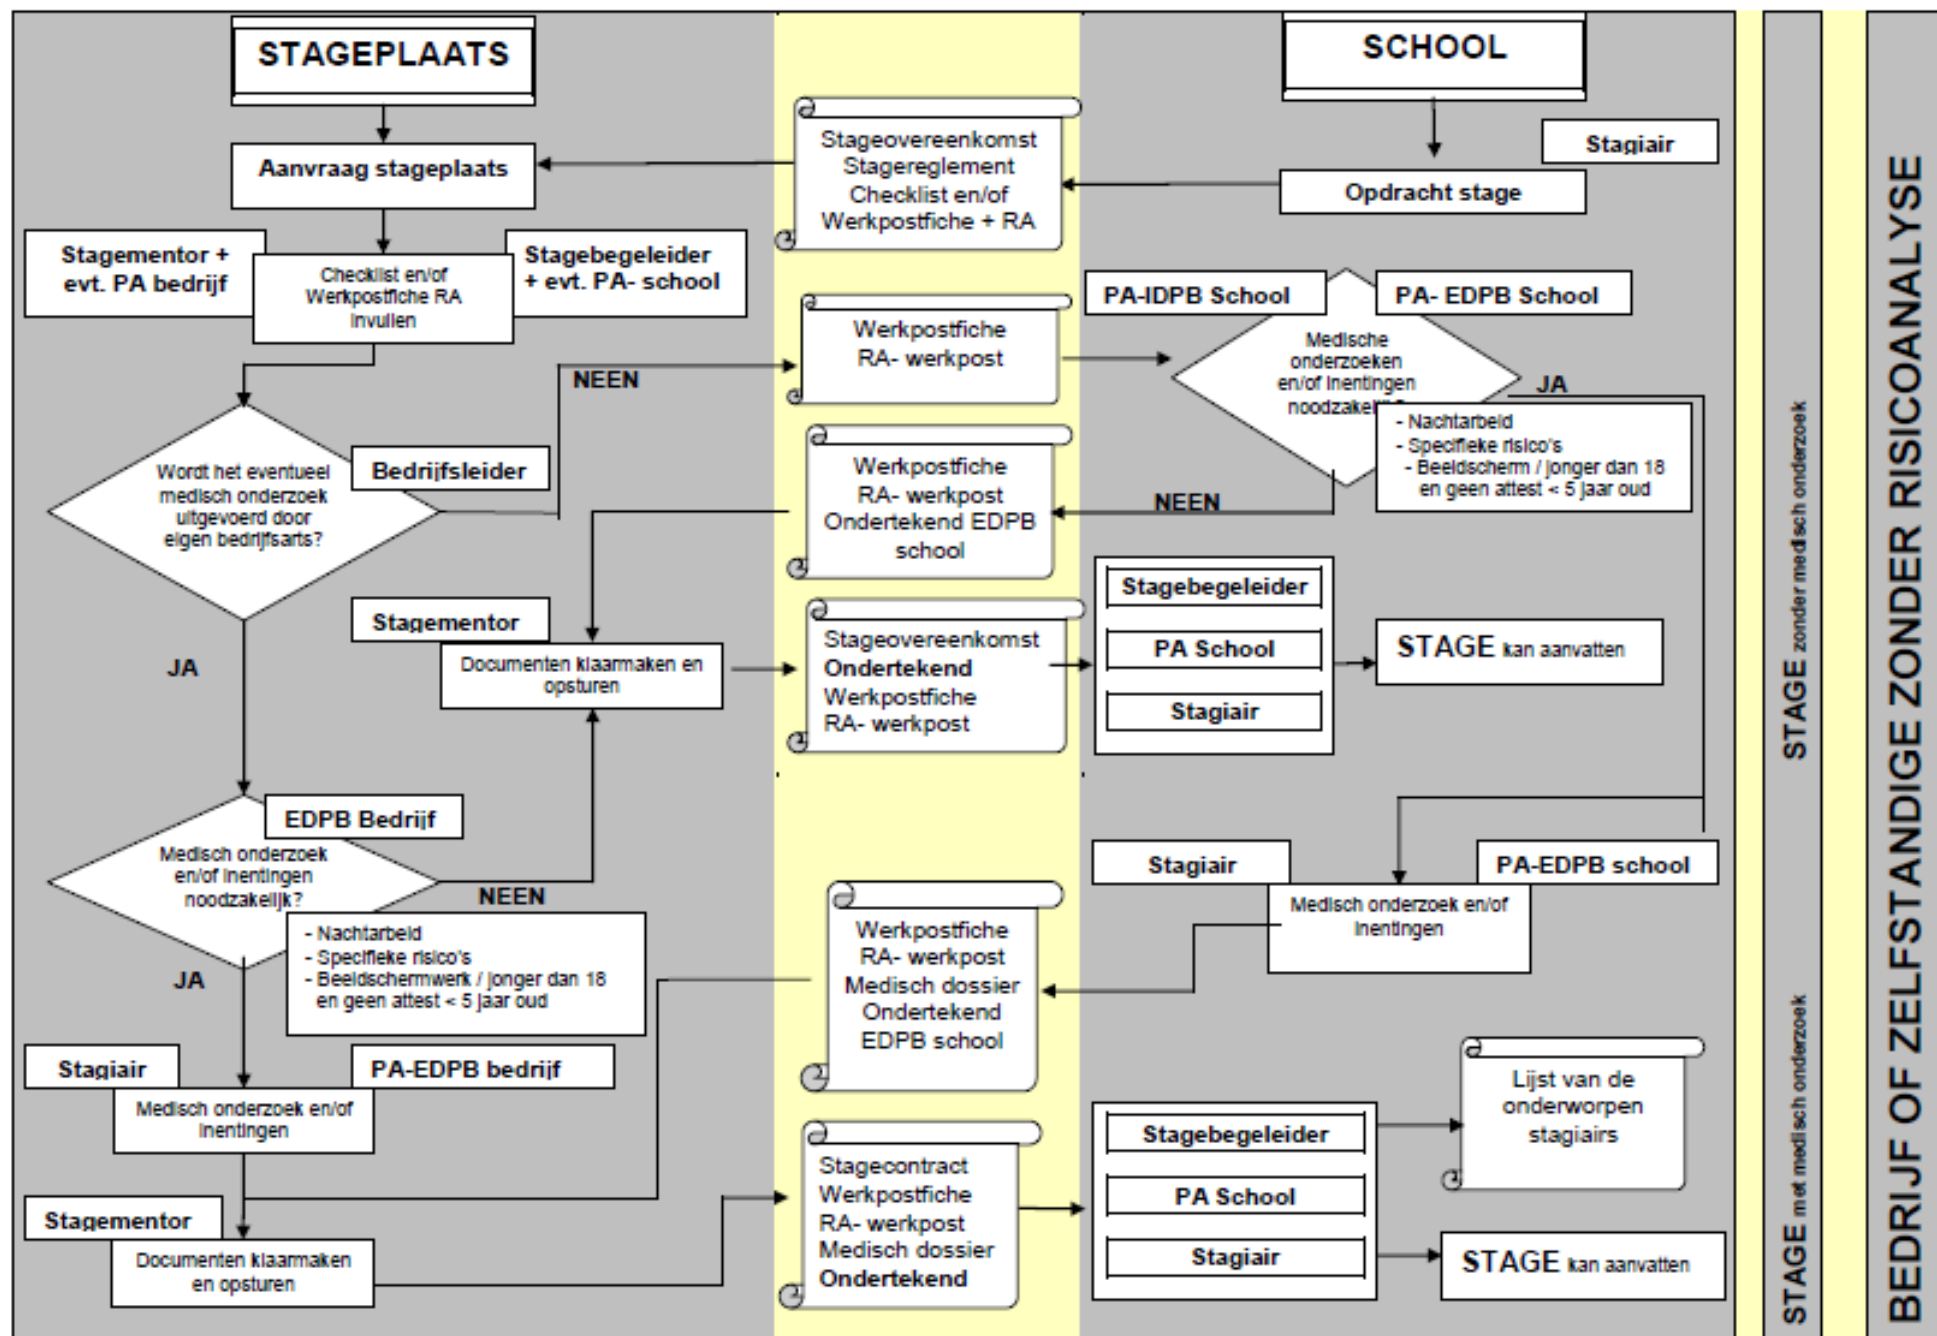 STAGEPLAATS
SCHOOL
Stageovereenkomst
Stagereglement
Checklist en/of
Werkpostfiche + RA
Stagiair
Aanvraag stageplaats
Opdracht stage
Stagementor +
evt. PA bedrijf
Stagebegeleider
+ evt. PA- school
Checklist en/of
Werkpostfiche RA
invullen
PA-IDPB School
PA- EDPB School
Werkpostfiche
RA- werkpost
Medische
onderzoeken
en/of inentingen
NEEN
JA
- Nachtarbeid
- Specifieke risico's
- Beeldscherm / jonger dan 18
en geen attest < 5 jaar oud
Bedrijfsleider
Wordt het eventueel
medisch onderzoek
uitgevoerd door
eigen bedrijfsarts?
Werkpostfiche
RA- werkpost
Ondertekend EDPB
school
NEEN
Stagebegeleider
PA School
Stagiair
STAGE kan aanvatten
Stagementor
Documenten klaarmaken en
opsturen
Stageovereenkomst
Ondertekend
Werkpostfiche
RA- werkpost
JA
EDPB Bedrijf
Medisch onderzoek
en/of inentingen
noodzakelijk?
NEEN
- Nachtarbeid
- Specifieke risico's
- Beeldschermwerk / jonger dan 18
en geen attest < 5 jaar oud
JA
Stagiair
PA-EDPB school
Medisch onderzoek en/of
inentingen
Werkpostfiche
RA- werkpost
Medisch dossier
Ondertekend
EDPB school
Stagiair
PA-EDPB bedrijf
Medisch onderzoek en/of
inentingen
Lijst van de
onderworpen
stagiairs
Stagementor
Documenten klaarmaken
en opsturen
Stagecontract
Werkpostfiche
RA- werkpost
Medisch dossier
Ondertekend
Stagebegeleider
PA School
Stagiair
STAGE kan aanvatten
STAGE zonder medisch onderzoek
STAGE met medisch onderzoek
BEDRIJF OF ZELFSTANDIGE ZONDER RISICOANALYSE